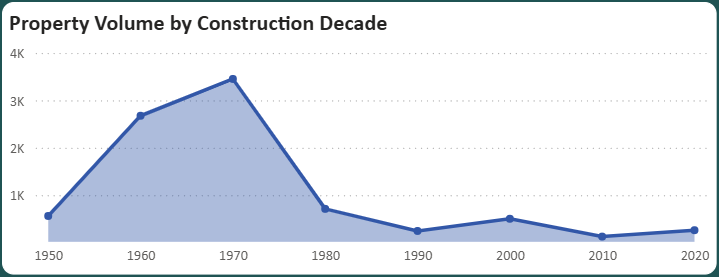 Property Volume by Construction Decade
4K
3K
2K
1K
1950 1960 1970 1980 1990 2000 2010 2020